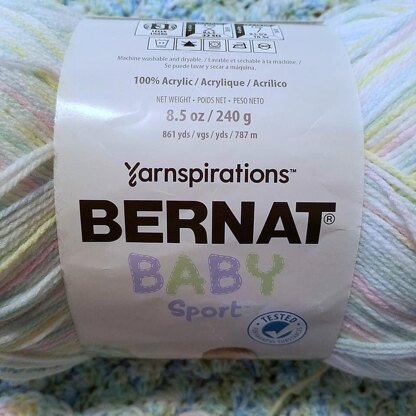 Machine washable and dryable. / Lavable et séchable à la machine. /
Se puede lavar y secar a máquina.
100% Acrylic / Acrylique / Acrílico
NET WEIGHT • POIDS NET • PESO NETO
8.5 oz / 240 g
861 yds / vgs / yds / 787 m
Yarnspirations™
BERNAT®
BABY
Sport™
TESTED